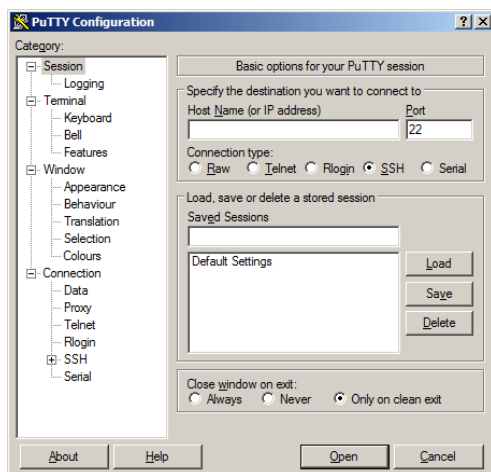 PuTTY Configuration
Category:
Session
Logging
Terminal
Keyboard
Bell
Features
Window
Appearance
Behaviour
Translation
Selection
Colours
Connection
Data
Proxy
Telnet
Rlogin
SSH
Serial
Basic options for your PuTTY session
Specify the destination you want to connect to
Host Name (or IP address) Port
22
Connection type:
Raw Telnet Rlogin SSH Serial
Load, save or delete a stored session
Saved Sessions
Default Settings
Load
Save
Delete
Close window on exit:
Always Never Only on clean exit
About Help Open Cancel